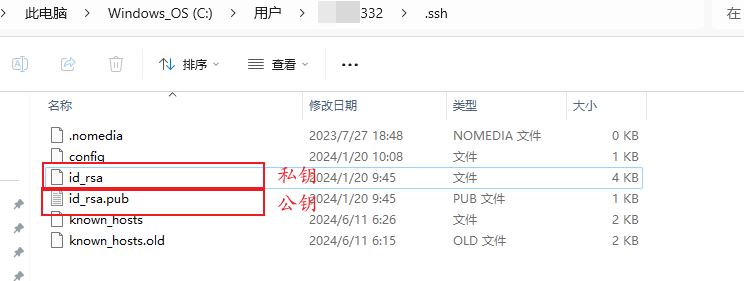 此电脑 > Windows_OS (C:) > 用户 > 332 > .ssh 在
排序 查看 ...
名称 修改日期 类型 大小
.nomedia 2023/7/27 18:48 NOMEDIA 文件 0 KB
config 2024/1/20 10:08 文件 1 KB
id_rsa 私钥 2024/1/20 9:45 文件 4 KB
id_rsa.pub 公钥 2024/1/20 9:45 PUB 文件 1 KB
known_hosts 2024/6/11 6:26 文件 2 KB
known_hosts.old 2024/6/11 6:15 OLD 文件 2 KB